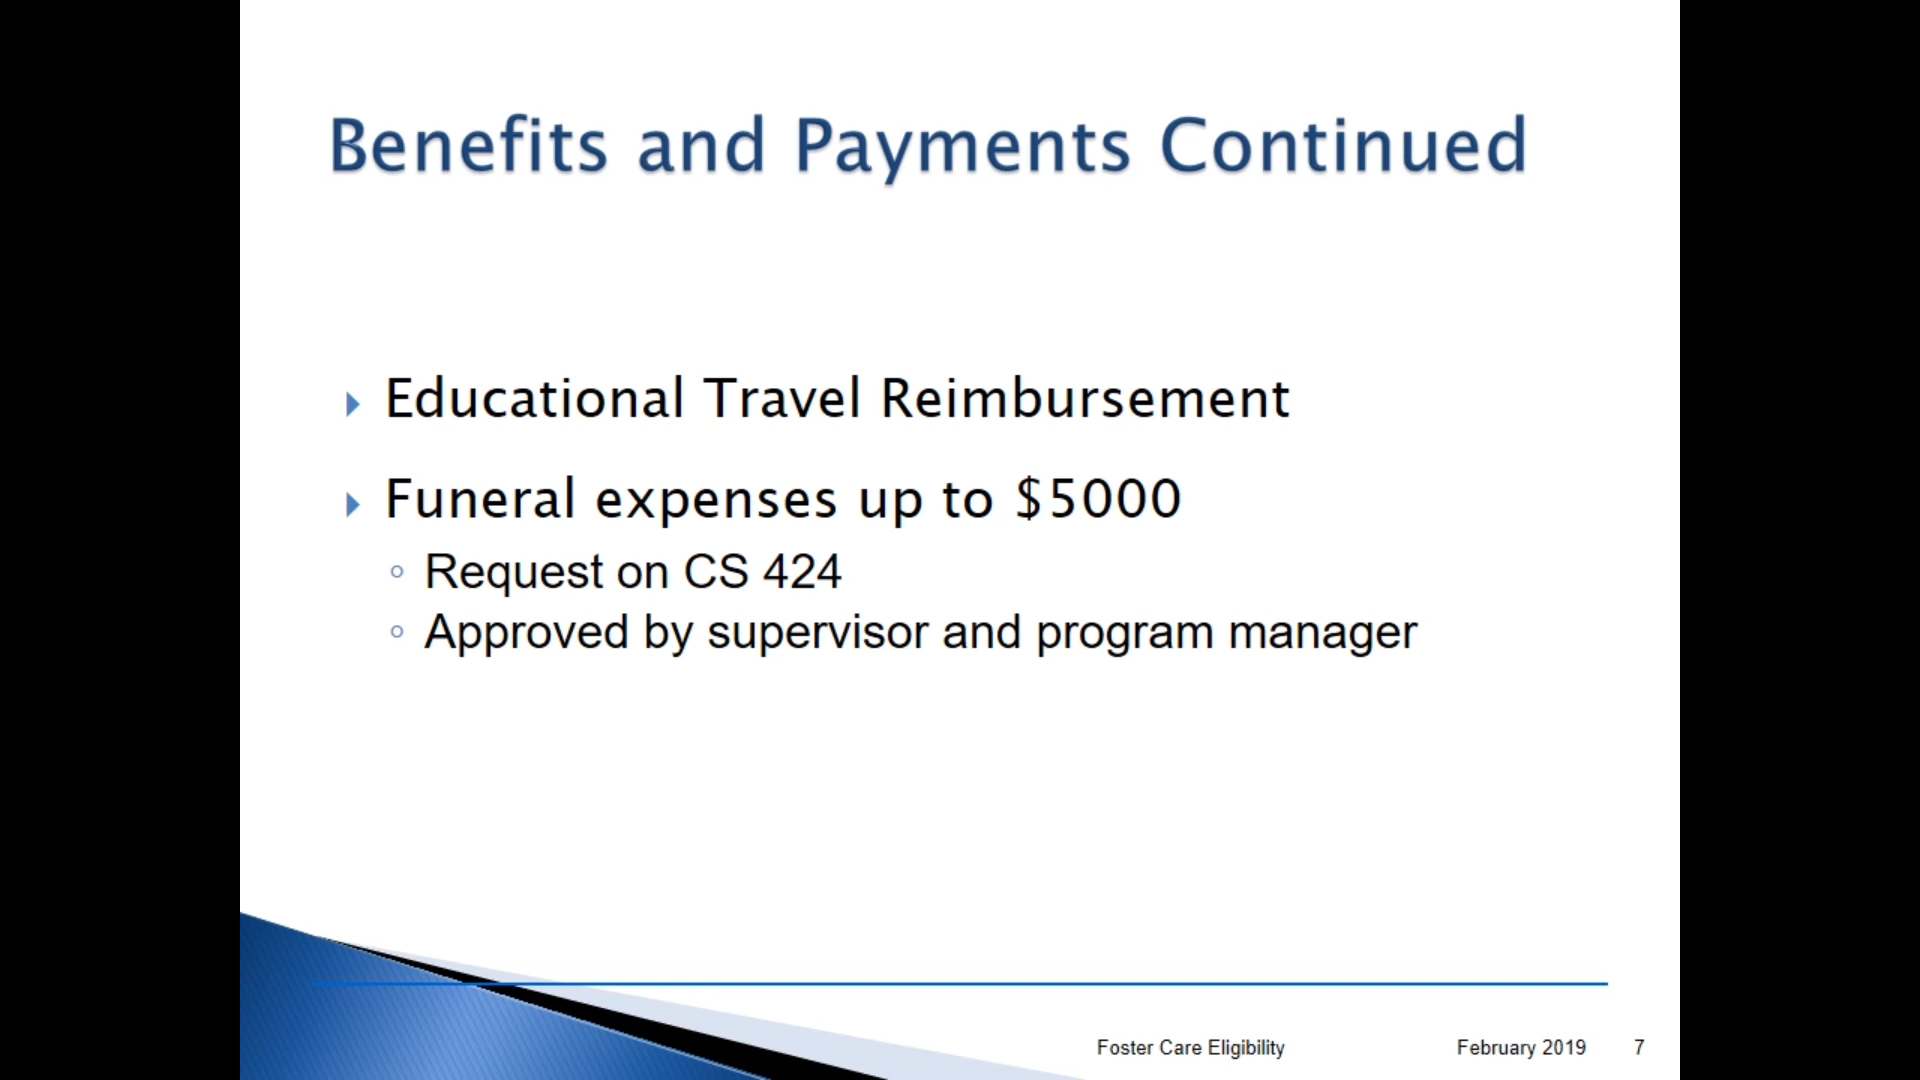 Benefits and Payments Continued
Educational Travel Reimbursement
Funeral expenses up to $5000
Request on CS 424
Approved by supervisor and program manager
Foster Care Eligibility February 2019 7